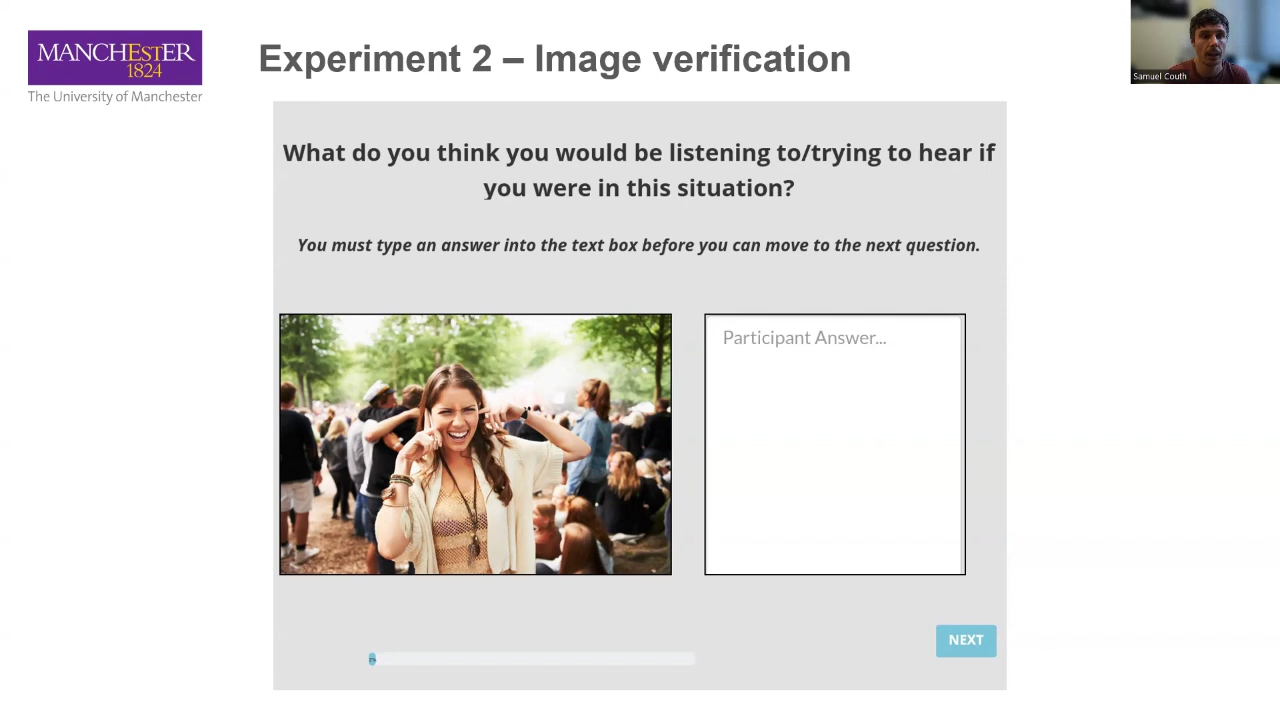 MANCHESTER
1824
The University of Manchester
Experiment 2 – Image verification
Samuel Couth
What do you think you would be listening to/trying to hear if
you were in this situation?
You must type an answer into the text box before you can move to the next question.
Participant Answer...
NEXT